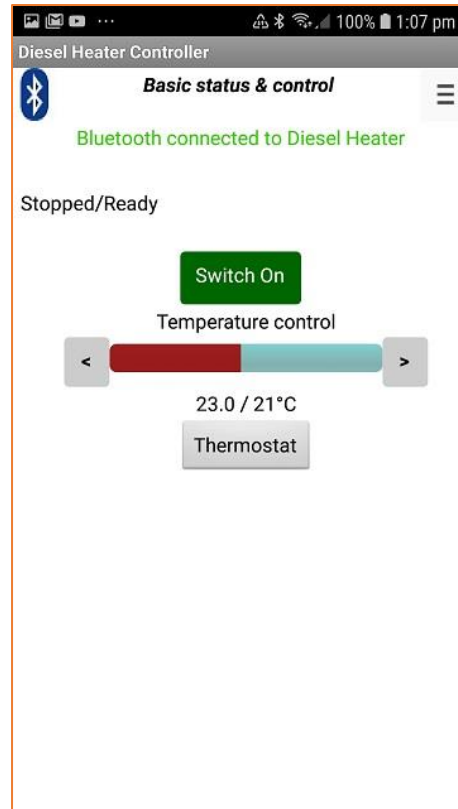 100% 1:07 pm
Diesel Heater Controller
Basic status & control
Bluetooth connected to Diesel Heater
Stopped/Ready
Switch On
Temperature control
< >
23.0 / 21°C
Thermostat